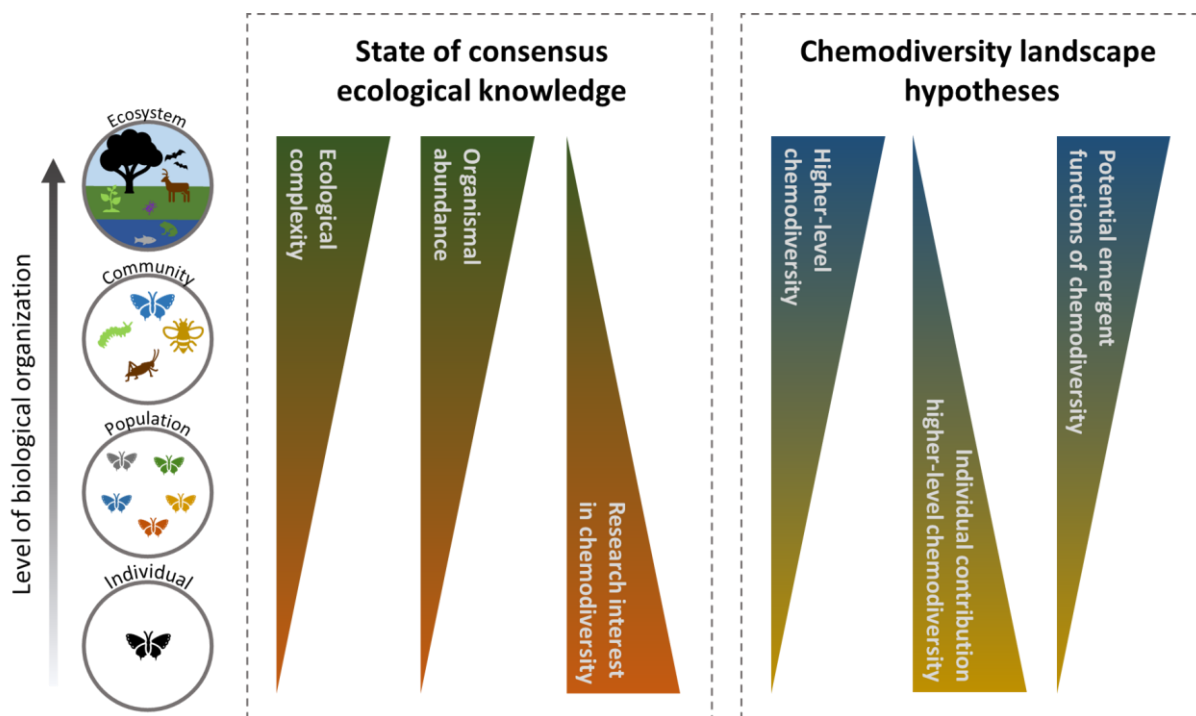 State of consensus
ecological knowledge
Chemodiversity landscape
hypotheses
Level of biological organization
Ecosystem
Community
Population
Individual
Ecological
complexity
Organismal
abundance
Research interest
in chemodiversity
Higher-level
chemodiversity
Individual contribution
higher-level chemodiversity
Potential emergent
functions of chemodiversity